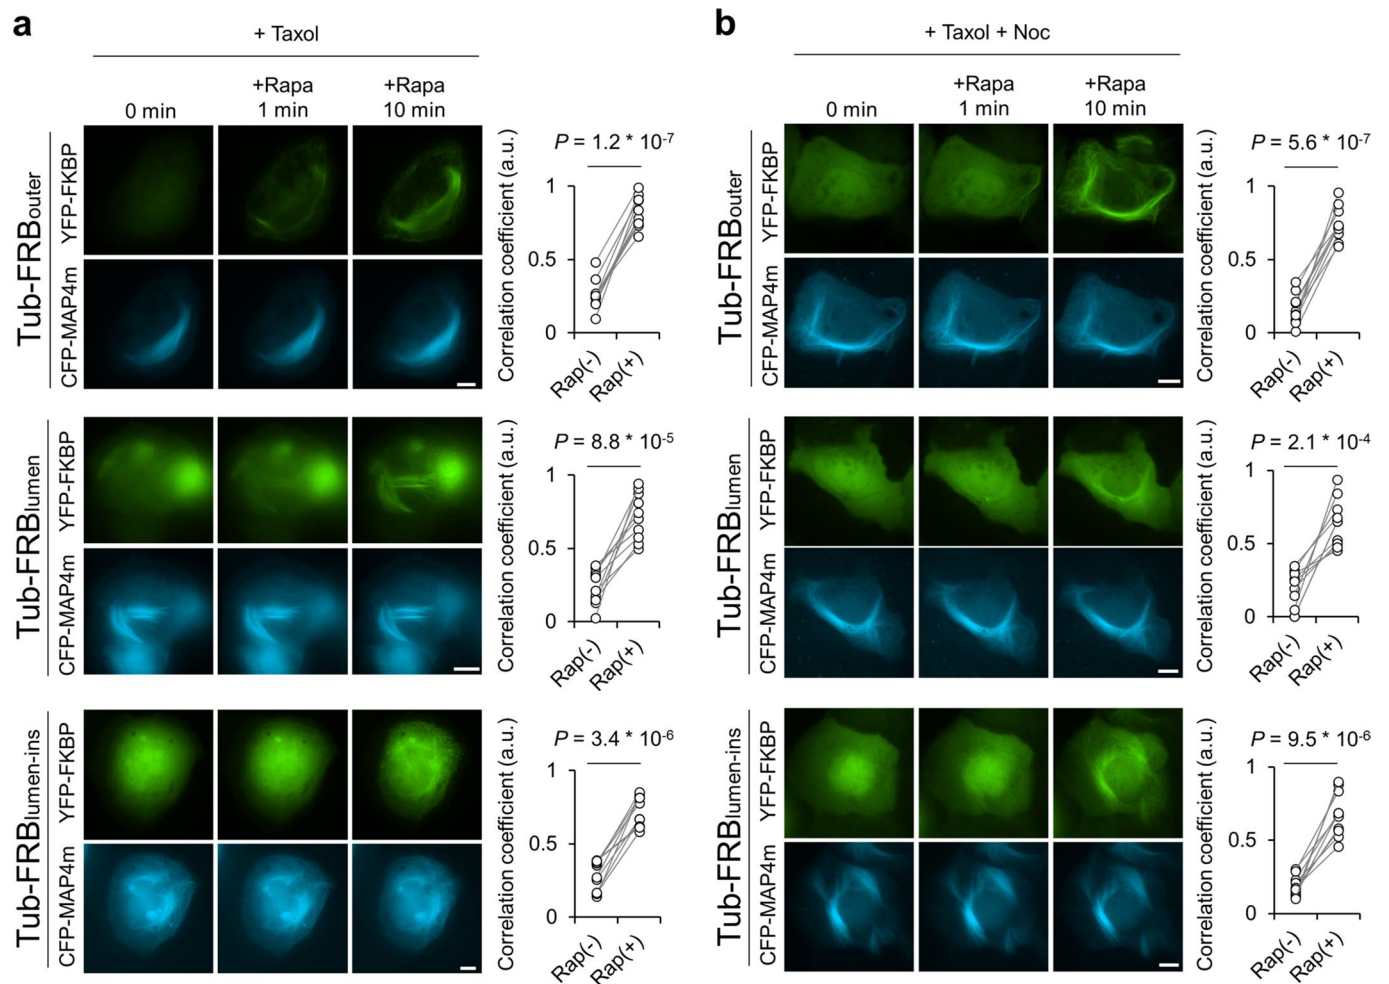 a
+ Taxol
0 min
+Rapa
1 min
+Rapa
10 min
Tub-FRBouter
YFP-FKBP
CFP-MAP4m
Correlation coefficient (a.u.)
P = 1.2 * 10-7
1
0.5
0
Rap(-)
Rap(+)
Tub-FRBlumen
YFP-FKBP
CFP-MAP4m
Correlation coefficient (a.u.)
P = 8.8 * 10-5
1
0.5
0
Rap(-)
Rap(+)
Tub-FRBlumen-ins
YFP-FKBP
CFP-MAP4m
Correlation coefficient (a.u.)
P = 3.4 * 10-6
1
0.5
0
Rap(-)
Rap(+)
b
+ Taxol + Noc
0 min
+Rapa
1 min
+Rapa
10 min
Tub-FRBouter
YFP-FKBP
CFP-MAP4m
Correlation coefficient (a.u.)
P = 5.6 * 10-7
1
0.5
0
Rap(-)
Rap(+)
Tub-FRBlumen
YFP-FKBP
CFP-MAP4m
Correlation coefficient (a.u.)
P = 2.1 * 10-4
1
0.5
0
Rap(-)
Rap(+)
Tub-FRBlumen-ins
YFP-FKBP
CFP-MAP4m
Correlation coefficient (a.u.)
P = 9.5 * 10-6
1
0.5
0
Rap(-)
Rap(+)